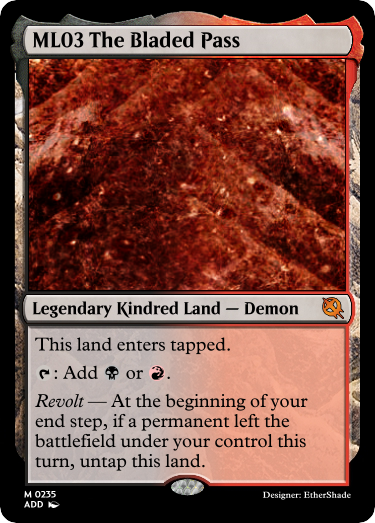 ML03 The Bladed Pass
Legendary Kindred Land — Demon
This land enters tapped.
: Add or .
Revolt — At the beginning of your
end step, if a permanent left the
battlefield under your control this
turn, untap this land.
M 0235
ADD
Designer: EtherShade